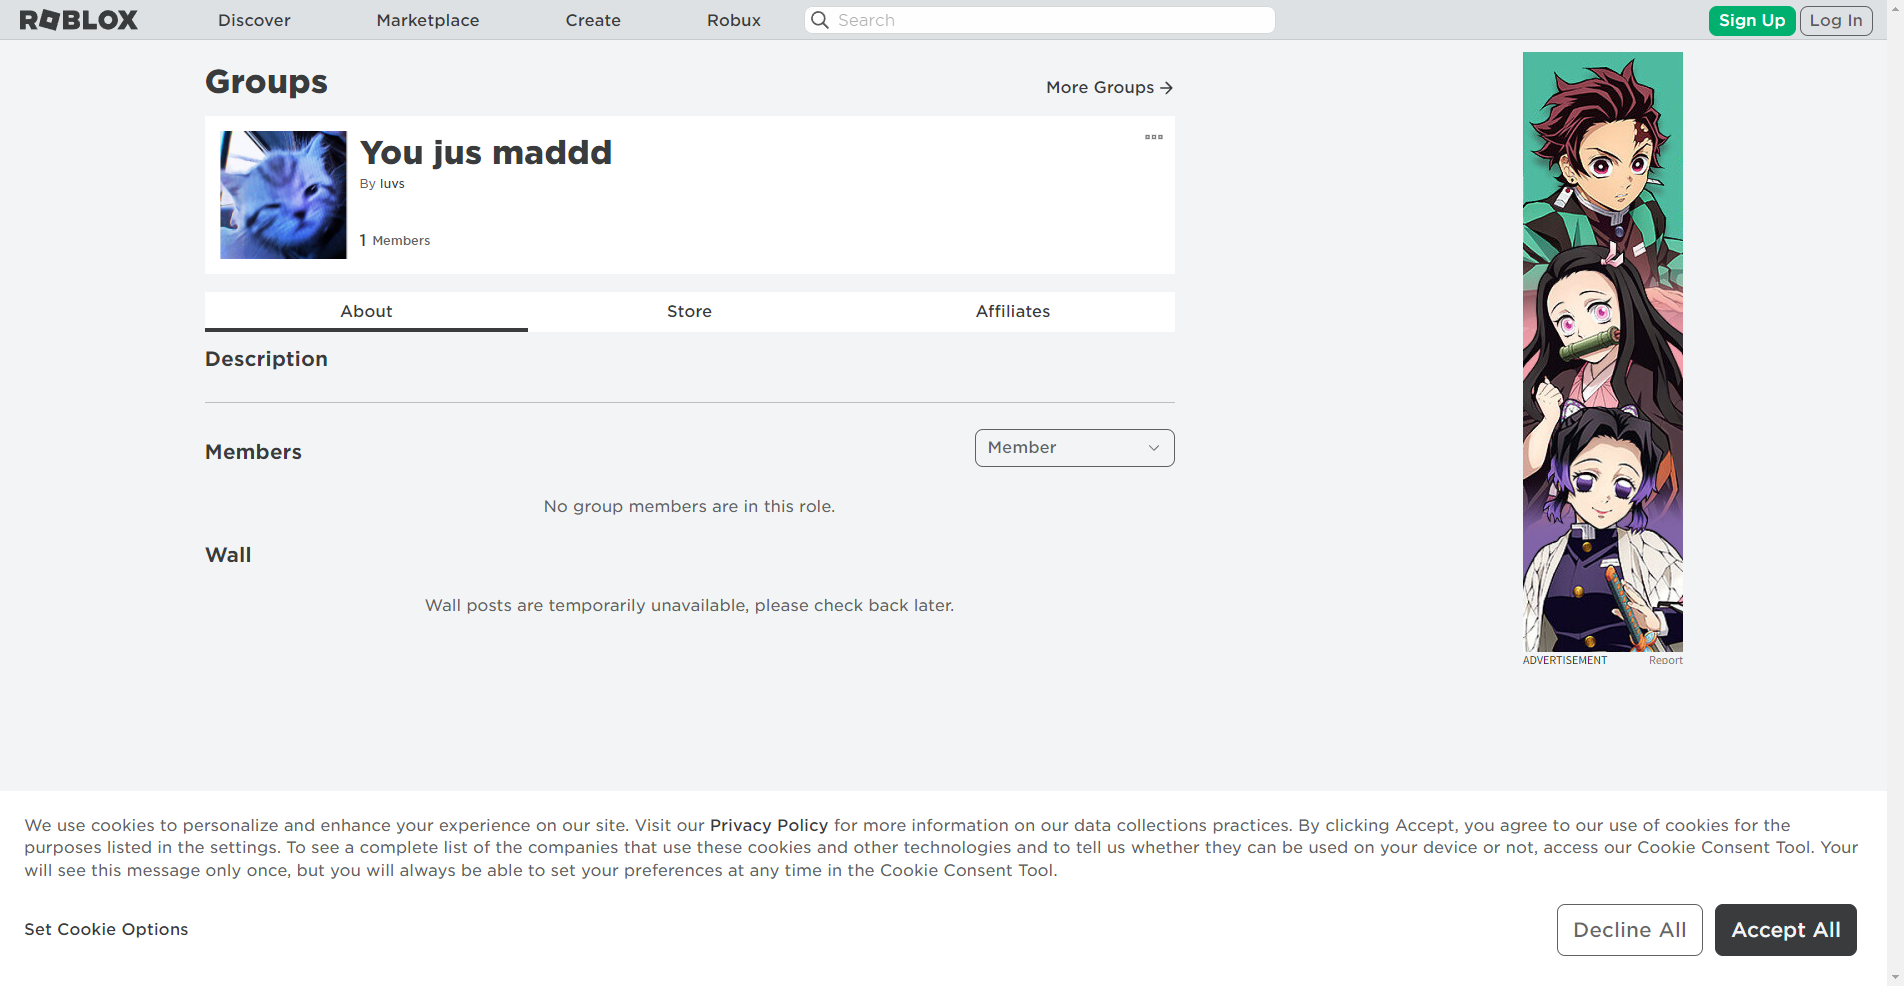 ROBLOX Discover Marketplace Create Robux Search Sign Up Log In
Groups
More Groups
You jus maddd
By luvs
1 Members
About Store Affiliates
Description
Members
Member
No group members are in this role.
Wall
Wall posts are temporarily unavailable, please check back later.
ADVERTISEMENT Report
We use cookies to personalize and enhance your experience on our site. Visit our Privacy Policy for more information on our data collections practices. By clicking Accept, you agree to our use of cookies for the
purposes listed in the settings. To see a complete list of the companies that use these cookies and other technologies and to tell us whether they can be used on your device or not, access our Cookie Consent Tool. Your
will see this message only once, but you will always be able to set your preferences at any time in the Cookie Consent Tool.
Set Cookie Options
Decline All
Accept All